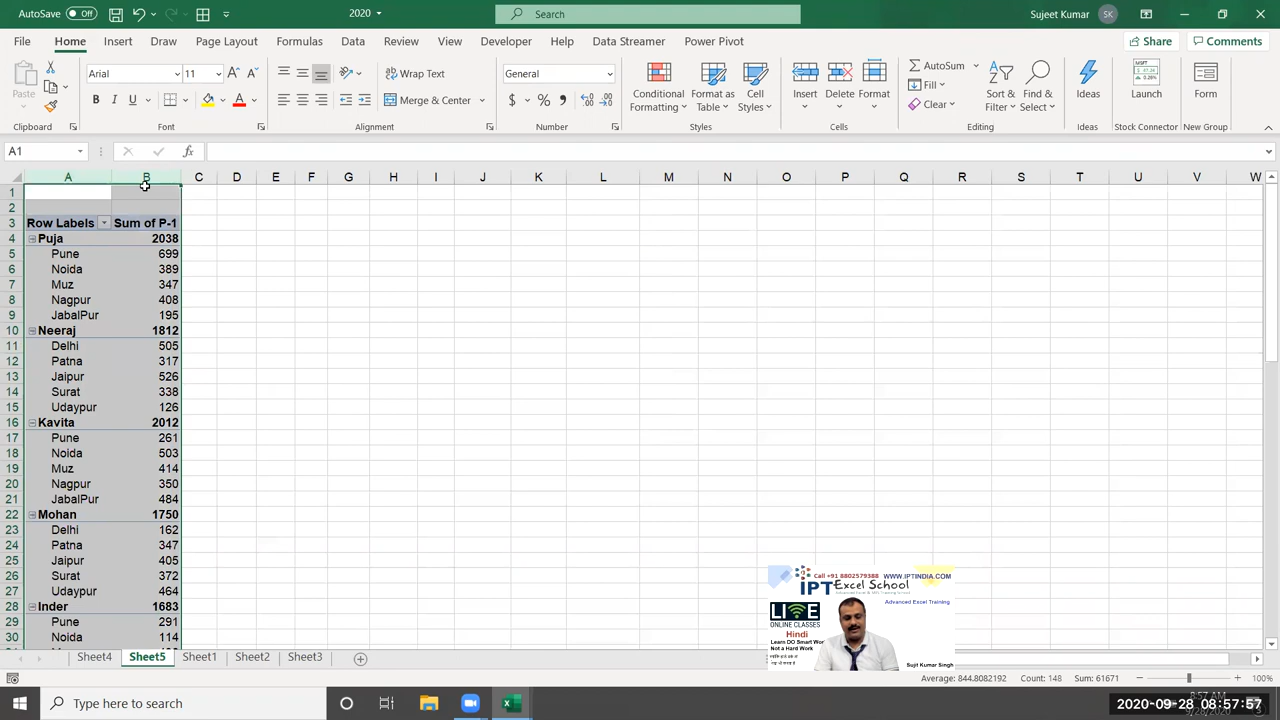 AutoSave Off 2020 Search Sujeet Kumar SK
File Home Insert Draw Page Layout Formulas Data Review View Developer Help Data Streamer Power Pivot Share Comments
Paste Arial 11 Wrap Text General Conditional Formatting Format as Table Cell Styles Insert Delete Format AutoSum Sort & Filter Find & Select Ideas Launch Form
B I U Merge & Center $ % Fill Clear
Clipboard Font Alignment Number Styles Cells Editing Ideas Stock Connector New Group
A1 fx
A B C D E F G H I J K L M N O P Q R S T U V W
1
2
3 Row Labels Sum of P-1
4 Puja 2038
5 Pune 699
6 Noida 389
7 Muz 347
8 Nagpur 408
9 JabalPur 195
10 Neeraj 1812
11 Delhi 505
12 Patna 317
13 Jaipur 526
14 Surat 338
15 Udaypur 126
16 Kavita 2012
17 Pune 261
18 Noida 503
19 Muz 414
20 Nagpur 350
21 JabalPur 484
22 Mohan 1750
23 Delhi 162
24 Patna 347
25 Jaipur 405
26 Surat 372
27 Udaypur 464
28 Inder 1683
29 Pune 291
30 Noida 114
Call +91 8802579388 WWW.IPTINDIA.COM
IPT Excel School
Advanced Excel Training
LIVE
ONLINE CLASSES
Hindi
Learn DO Smart Wor
Not a Hard Work
Sujit Kumar Singh
Sheet4 Sheet5 Sheet1 Sheet2 Sheet3
Average: 844.8082192 Count: 148 Sum: 61671 100%
Type here to search
8:57 AM
2020-09-28 08:57:57